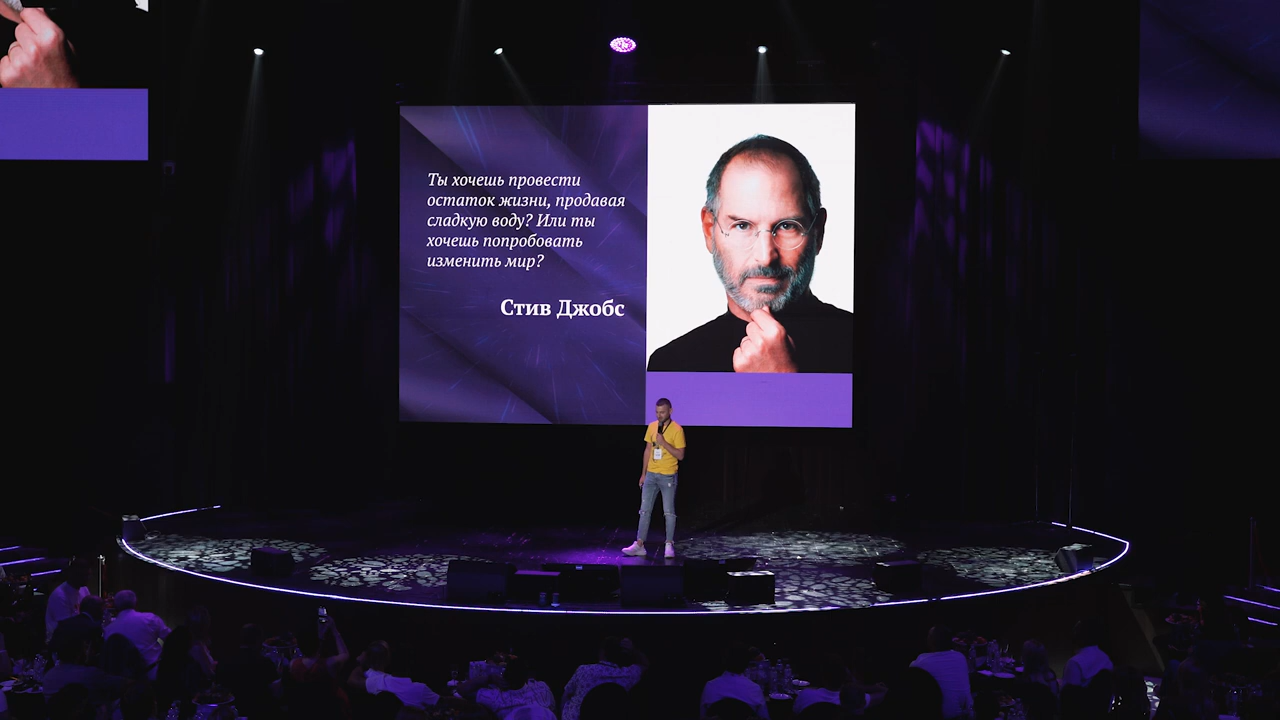 Ты хочешь провести
остаток жизни, продавая
сладкую воду? Или ты
хочешь попробовать
изменить мир?
Стив Джобс